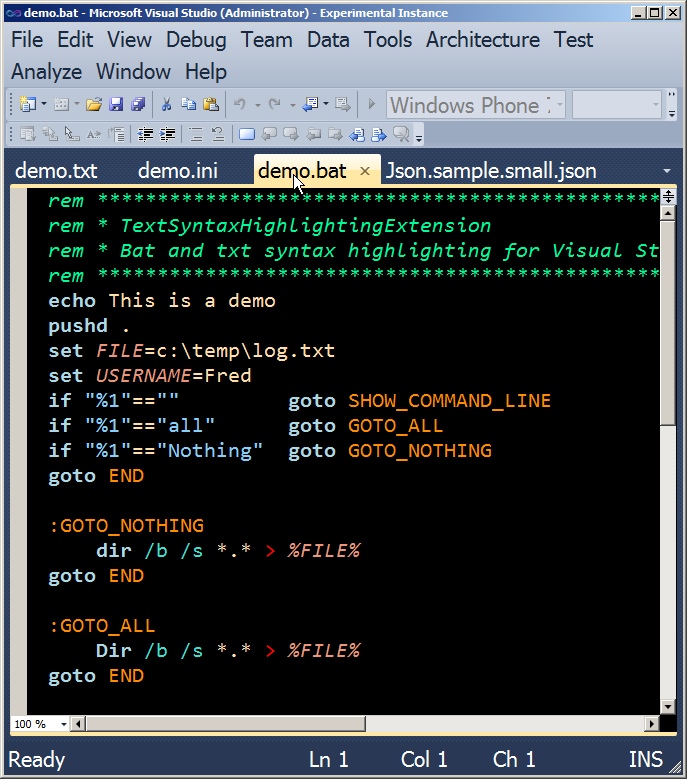 demo.bat - Microsoft Visual Studio (Administrator) - Experimental Instance
File Edit View Debug Team Data Tools Architecture Test
Analyze Window Help
Windows Phone
demo.txt demo.ini demo.bat Json.sample.small.json
rem ***********************************************
rem * TextSyntaxHighlightingExtension
rem * Bat and txt syntax highlighting for Visual St
rem ***********************************************
echo This is a demo
pushd .
set FILE=c:\temp\log.txt
set USERNAME=Fred
if "%1"=="" goto SHOW_COMMAND_LINE
if "%1"=="all" goto GOTO_ALL
if "%1"=="Nothing" goto GOTO_NOTHING
goto END
:GOTO_NOTHING
dir /b /s *.* > %FILE%
goto END
:GOTO_ALL
Dir /b /s *.* > %FILE%
goto END
100 %
Ready Ln 1 Col 1 Ch 1 INS